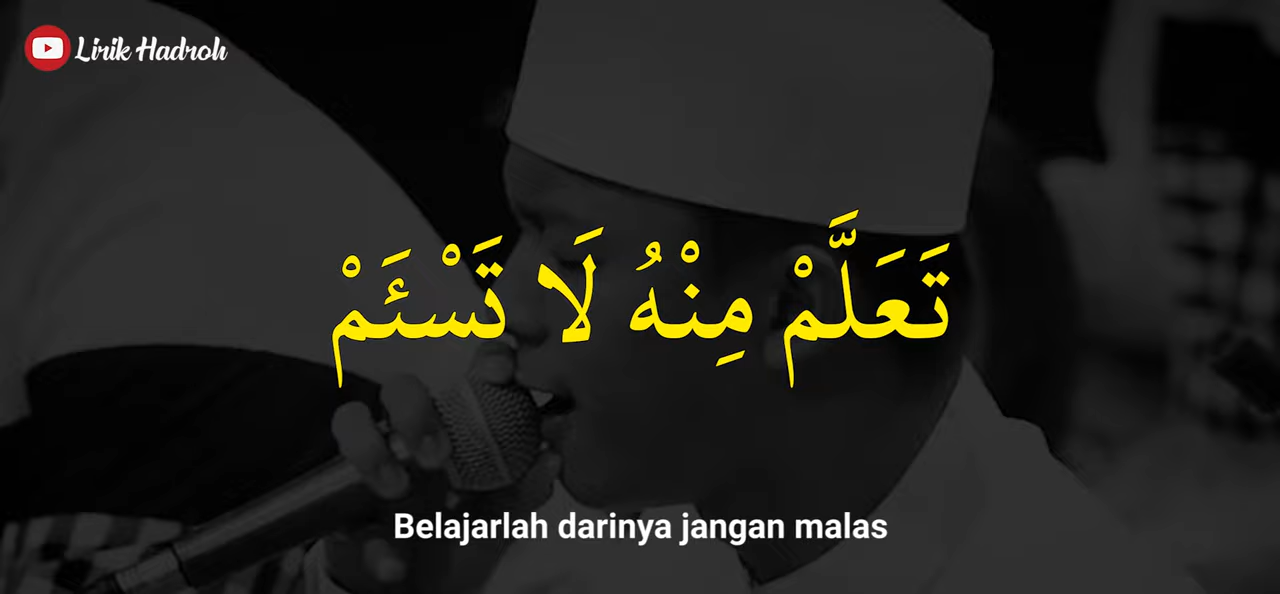 Lirik Hadroh
تَعَلَّمْ مِنْهُ لَا تَسْئَمْ
Belajarlah darinya jangan malas